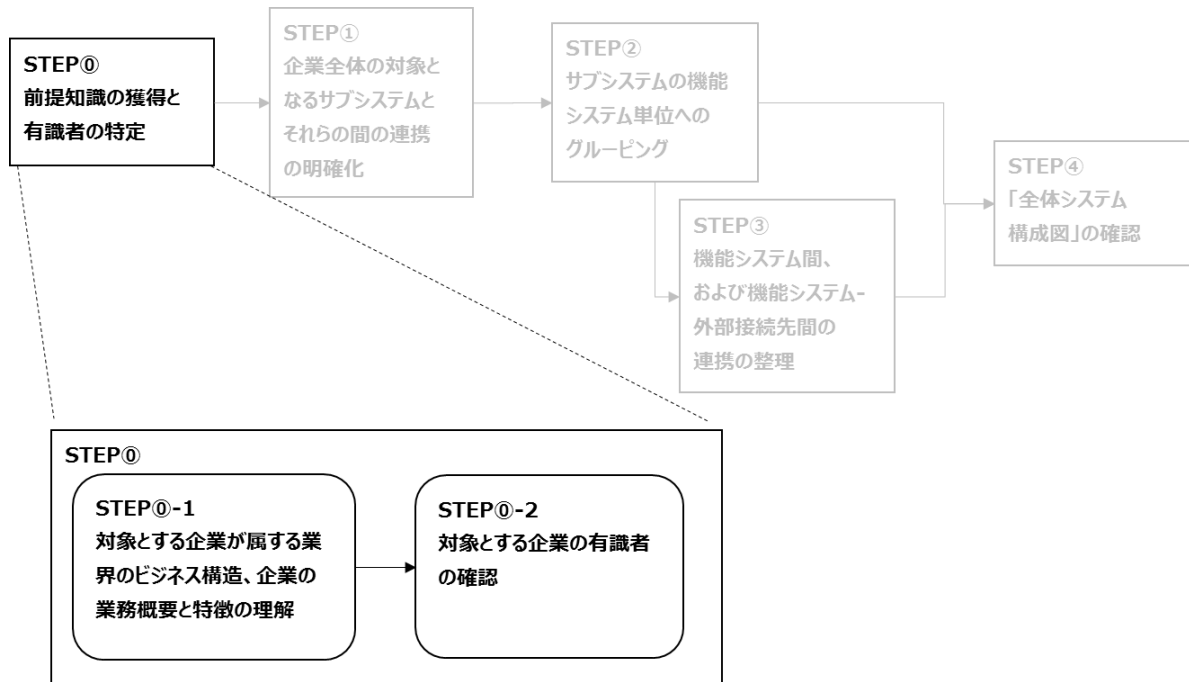 STEP⓪
前提知識の獲得と
有識者の特定
STEP①
企業全体の対象と
なるサブシステムと
それらの間の連携
の明確化
STEP②
サブシステムの機能
システム単位への
グルーピング
STEP③
機能システム間、
および機能システム-
外部接続先間の
連携の整理
STEP④
「全体システム
構成図」の確認
STEP⓪
STEP⓪-1
対象とする企業が属する業
界のビジネス構造、企業の
業務概要と特徴の理解
STEP⓪-2
対象とする企業の有識者
の確認